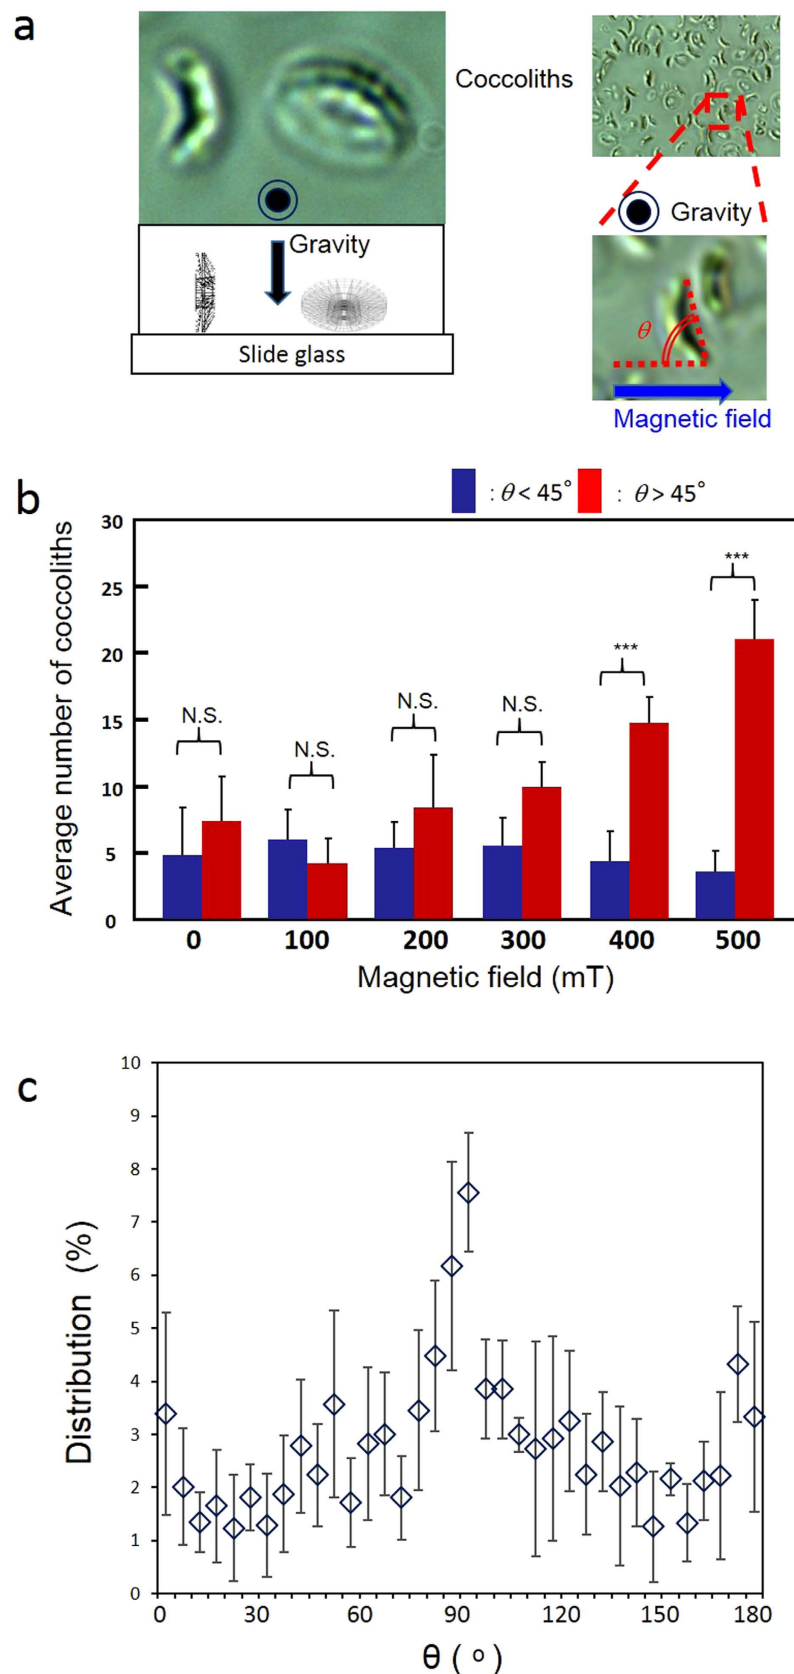 a
Coccoliths
Gravity
Gravity
Slide glass
θ
Magnetic field
b
: θ < 45°
: θ > 45°
Average number of coccoliths
30
25
20
15
10
5
0
N.S.
N.S.
N.S.
N.S.
***
***
0 100 200 300 400 500
Magnetic field (mT)
c
Distribution (%)
10
9
8
7
6
5
4
3
2
1
0
0 30 60 90 120 150 180
θ ( o )